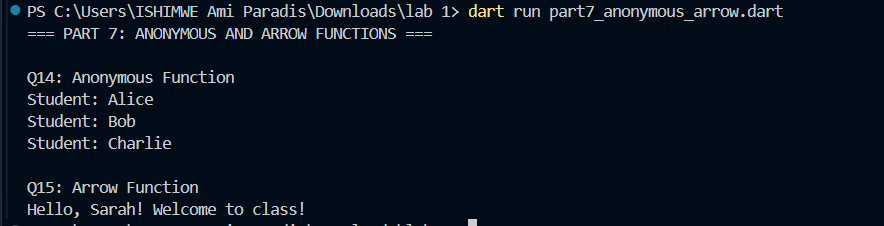 PS C:\Users\ISHIMWE Ami Paradis\Downloads\lab 1> dart run part7_anonymous_arrow.dart
=== PART 7: ANONYMOUS AND ARROW FUNCTIONS ===
Q14: Anonymous Function
Student: Alice
Student: Bob
Student: Charlie
Q15: Arrow Function
Hello, Sarah! Welcome to class!